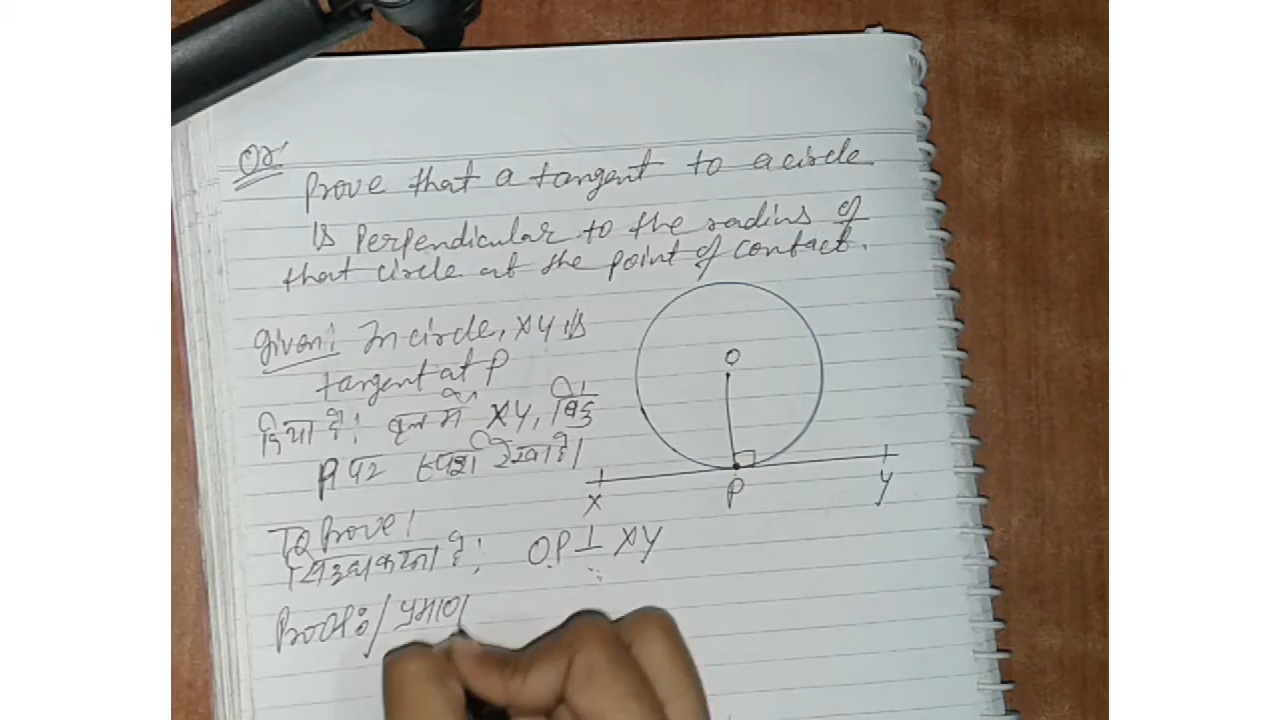 Or
Prove that a tangent to a circle
is perpendicular to the radius of
that circle at the point of contact.
Given: In circle, XY is
tangent at P
दिया है: वृत्त में XY, बिंदु
P पर स्पर्श रेखा है।
To Prove:
सिद्ध करना है: OP ⊥ XY
Proof:/प्रमाण
O
X
P
Y